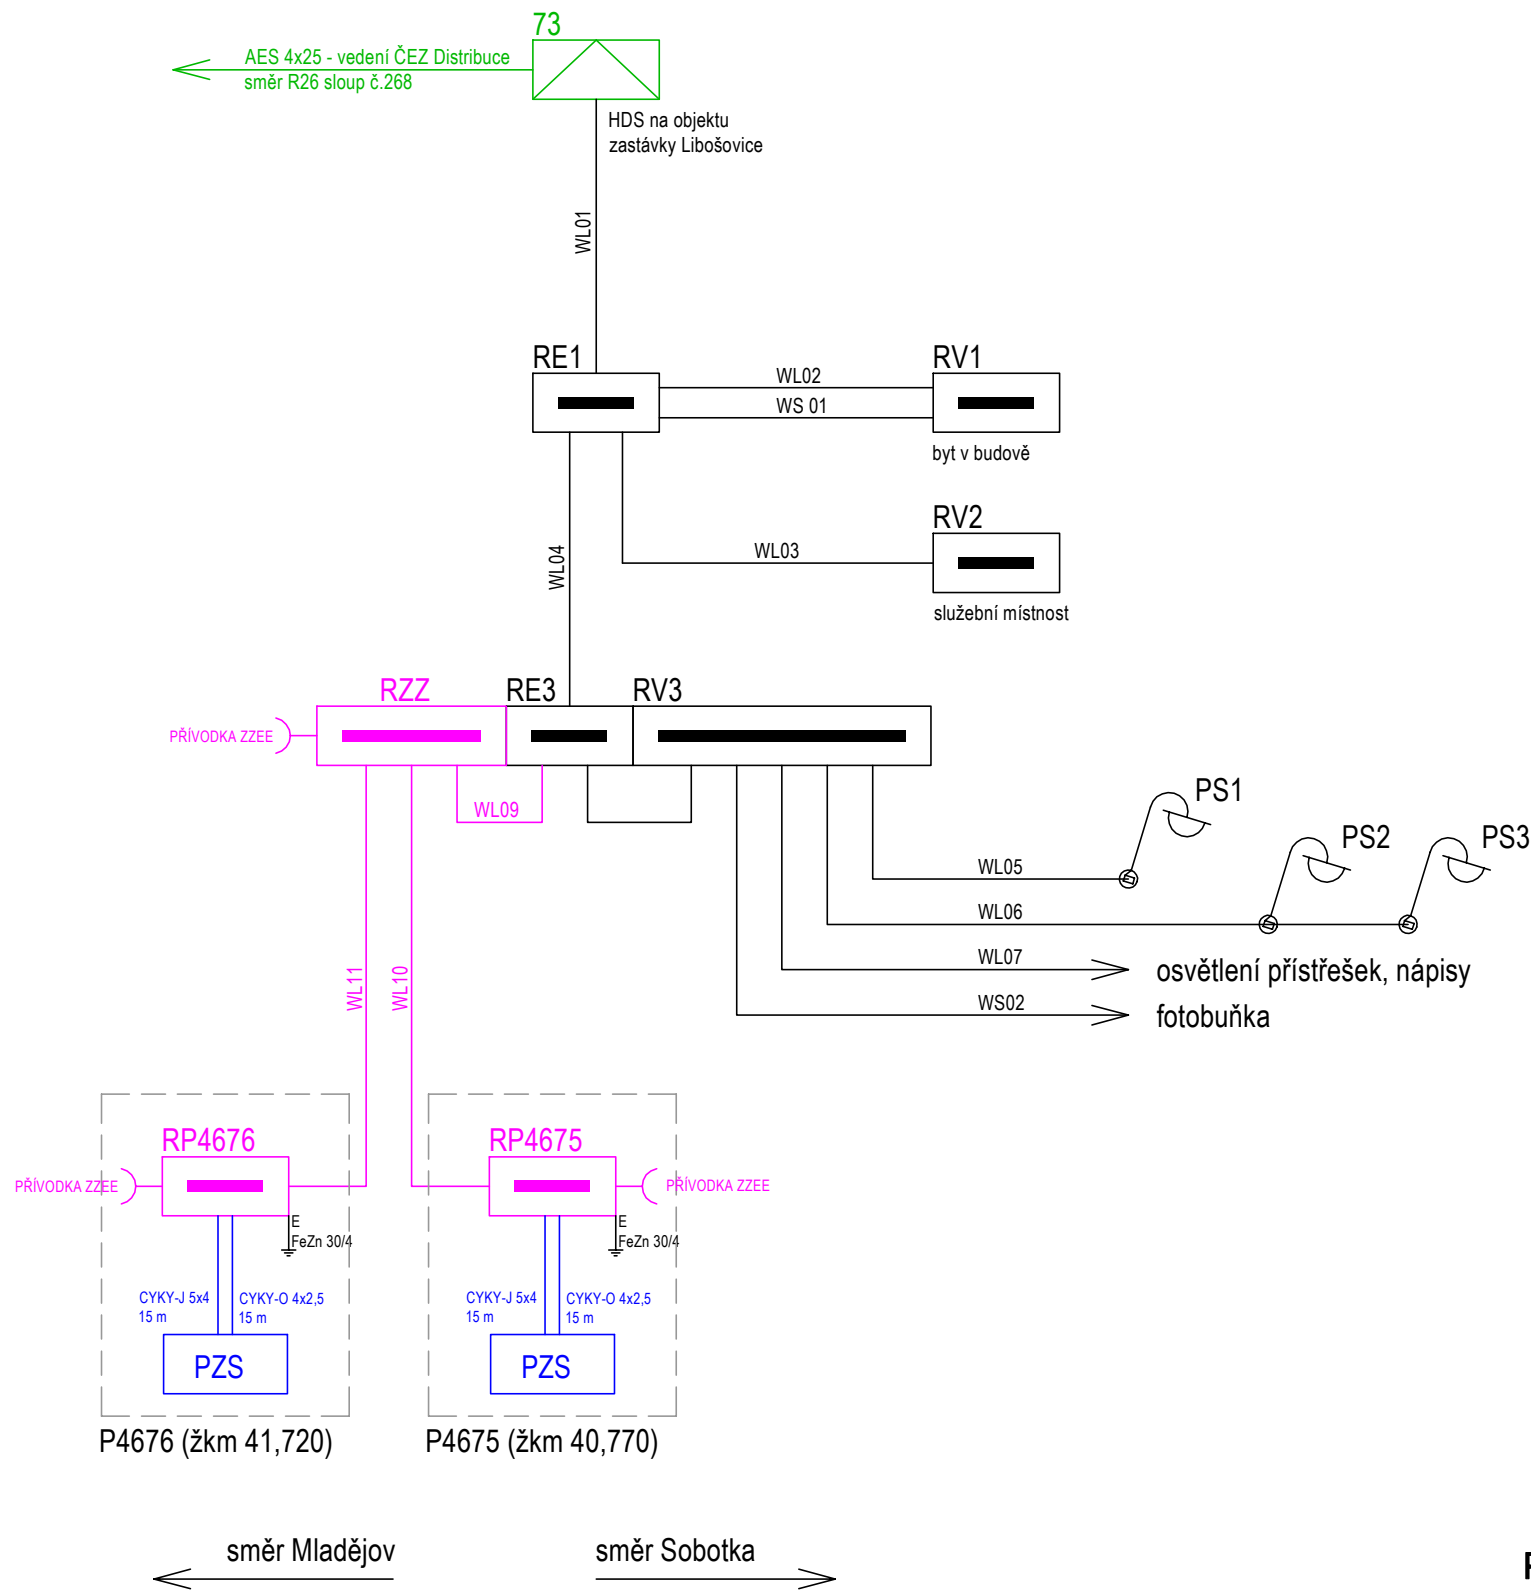 73
AES 4x25 - vedení ČEZ Distribuce
směr R26 sloup č.268
HDS na objektu
zastávky Libošovice
WL01
RE1
WL02
WS 01
RV1
byt v budově
RV2
WL03
WL04
služební místnost
RZZ
RE3
RV3
PŘÍVODKA ZZEE
WL09
PS1
PS2
PS3
WL05
WL06
WL07
osvětlení přístřešek, nápisy
WS02
fotobuňka
WL11
WL10
RP4676
RP4675
PŘÍVODKA ZZEE
PŘÍVODKA ZZEE
E
FeZn 30/4
E
FeZn 30/4
CYKY-J 5x4
15 m
CYKY-O 4x2,5
15 m
CYKY-J 5x4
15 m
CYKY-O 4x2,5
15 m
PZS
PZS
P4676 (žkm 41,720)
P4675 (žkm 40,770)
směr Mladějov
směr Sobotka